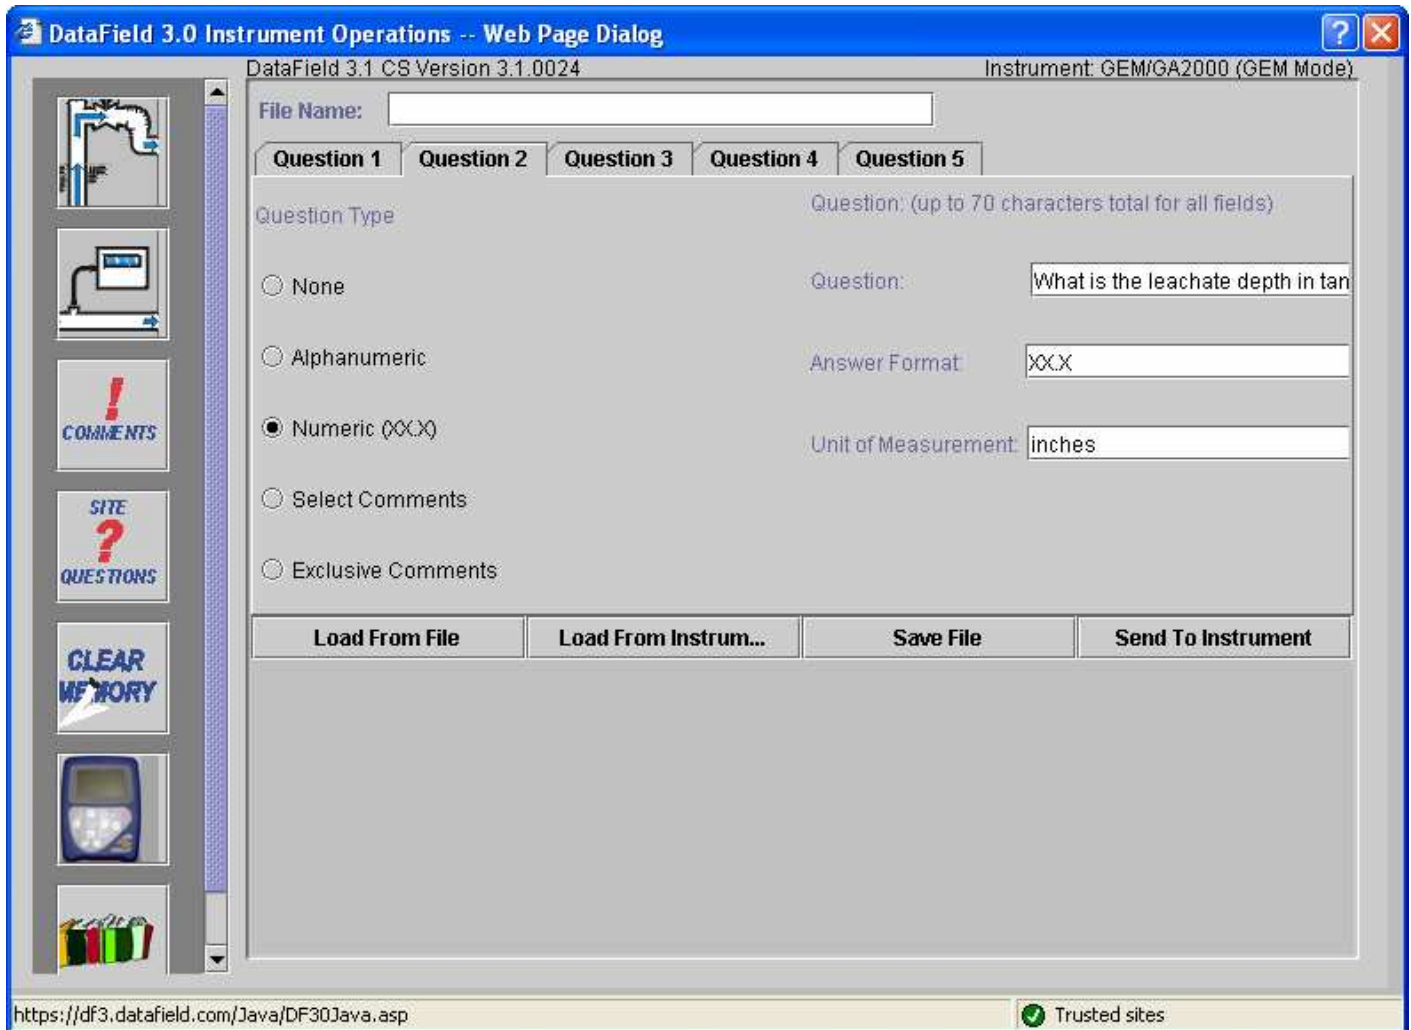 DataField 3.0 Instrument Operations -- Web Page Dialog
DataField 3.1 CS Version 3.1.0024 Instrument: GEM/GA2000 (GEM Mode)
File Name:
Question 1 Question 2 Question 3 Question 4 Question 5
Question Type
Question: (up to 70 characters total for all fields)
None
Question: What is the leachate depth in tan
Alphanumeric
Answer Format: XX.X
Numeric (XX.X)
Unit of Measurement: inches
Select Comments
Exclusive Comments
Load From File Load From Instrum... Save File Send To Instrument
!
COMMENTS
SITE
?
QUESTIONS
CLEAR
MEMORY
https://df3.datafield.com/Java/DF30Java.asp Trusted sites